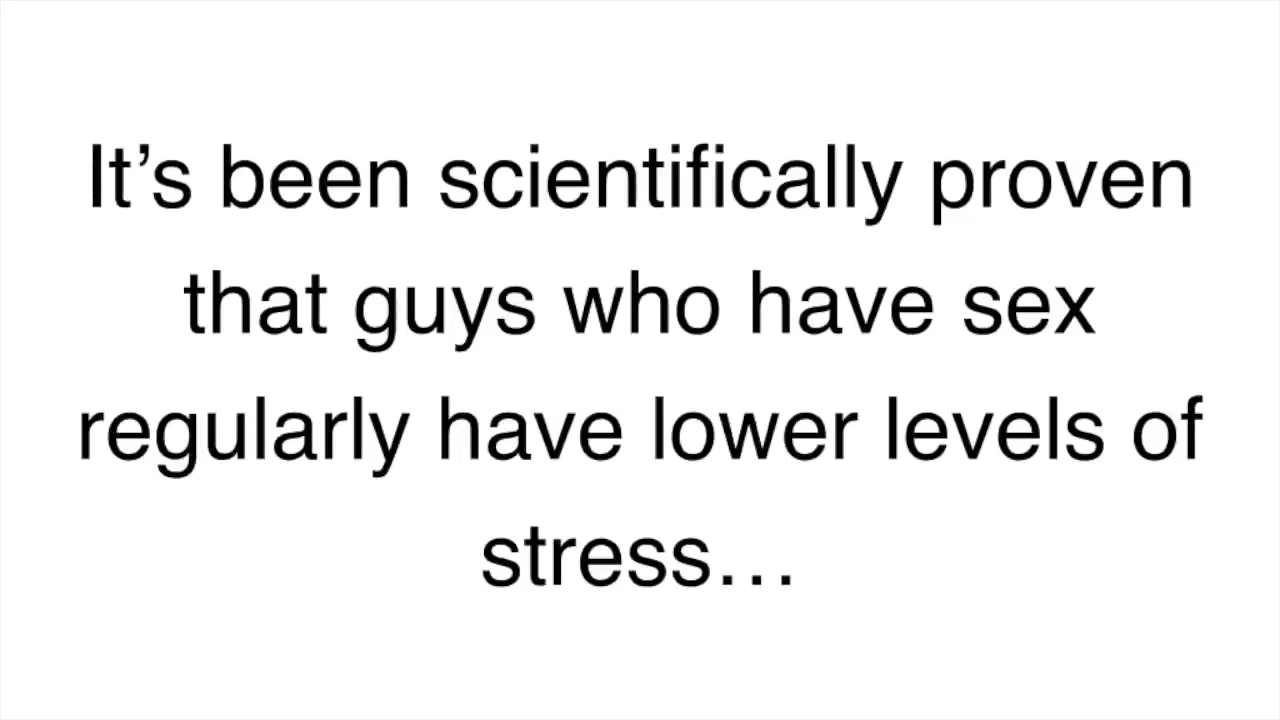 It’s been scientifically proven
that guys who have sex
regularly have lower levels of
stress…